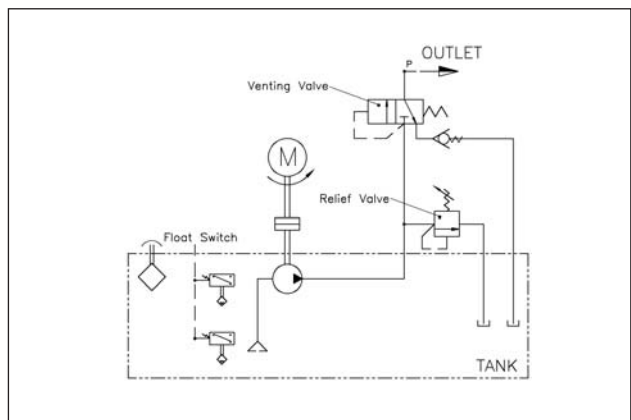 OUTLET
P
Venting Valve
M
Relief Valve
Float Switch
TANK